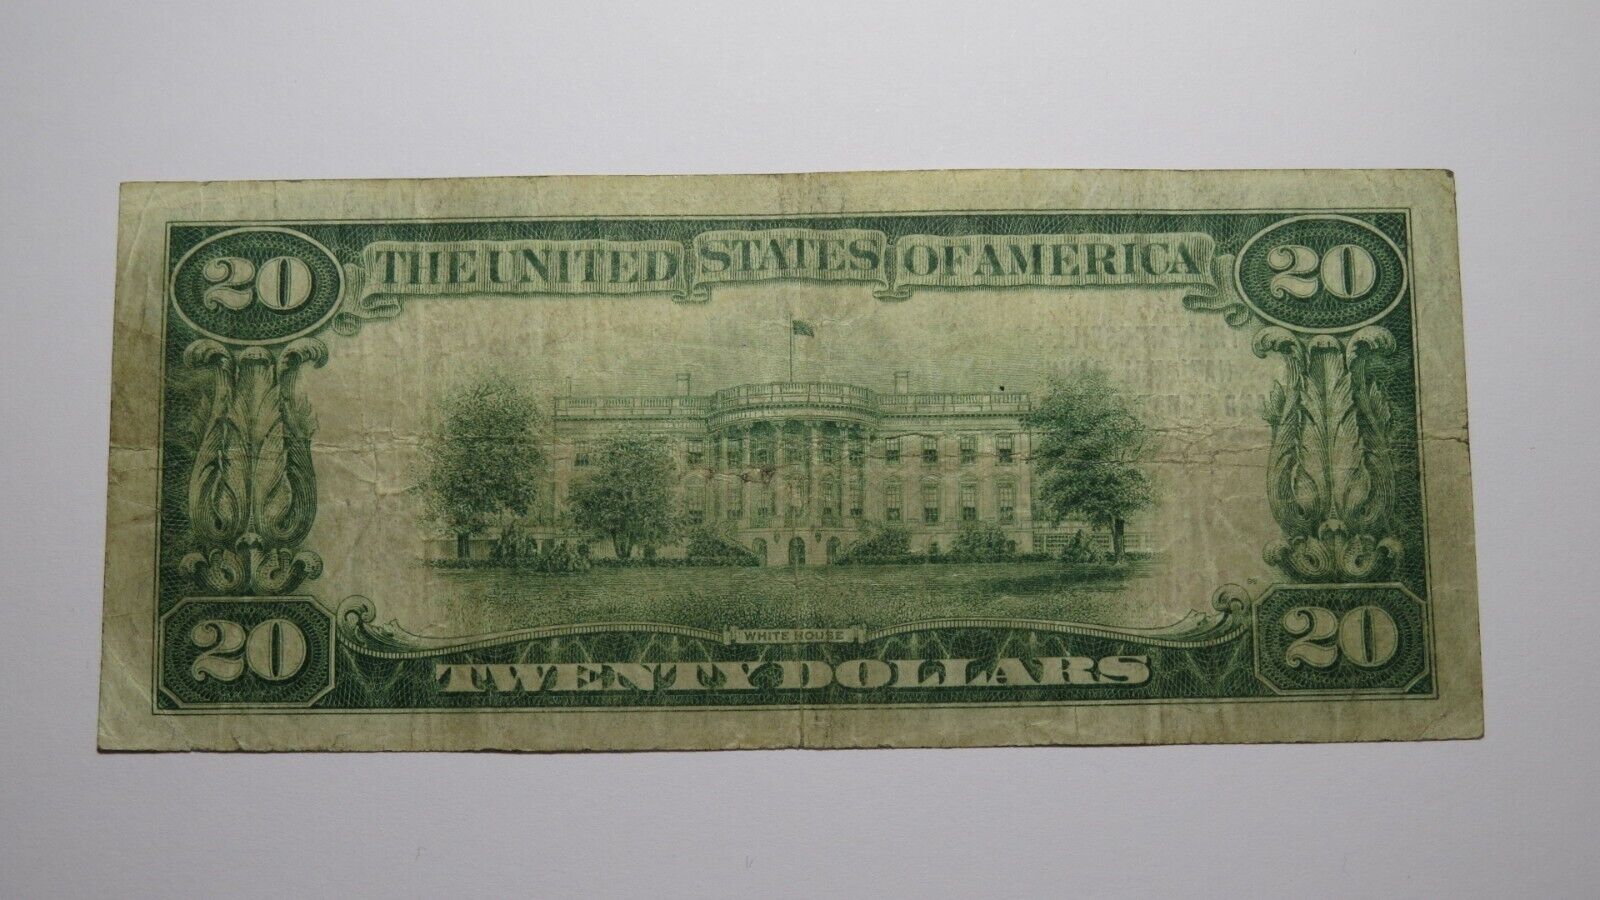 20 THE UNITED STATES OF AMERICA 20
WHITE HOUSE
20 TWENTY DOLLARS 20